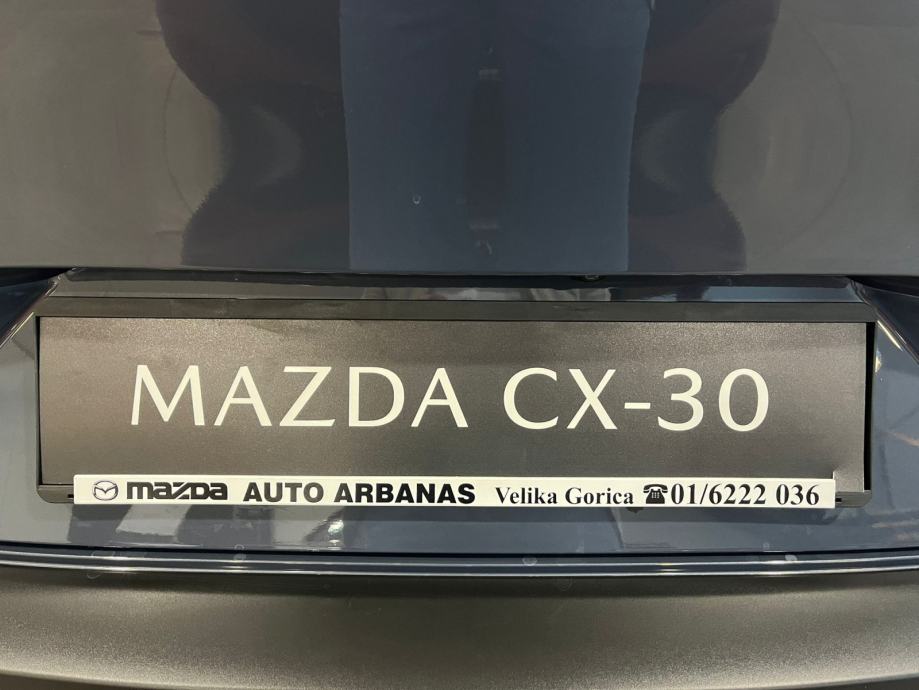 MAZDA CX-30
mazda AUTO ARBANAS Velika Gorica ☎01/6222 036